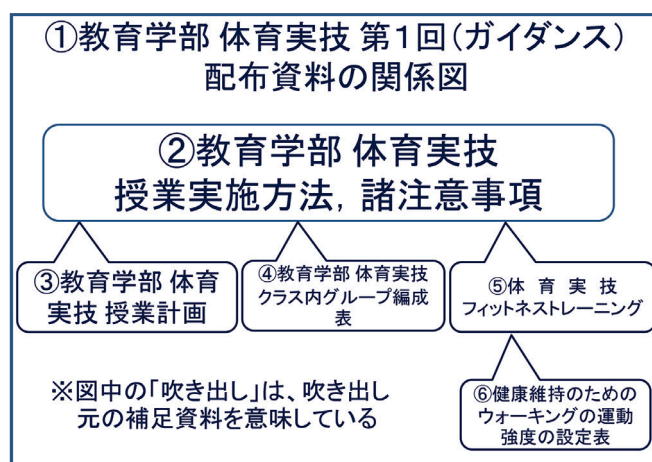 ①教育学部 体育実技 第1回(ガイダンス)
配布資料の関係図
②教育学部 体育実技
授業実施方法，諸注意事項
③教育学部 体育
実技 授業計画
④教育学部 体育実技
クラス内グループ編成
表
⑤体 育 実 技
フィットネストレーニング
※図中の「吹き出し」は、吹き出し
元の補足資料を意味している
⑥健康維持のための
ウォーキングの運動
強度の設定表